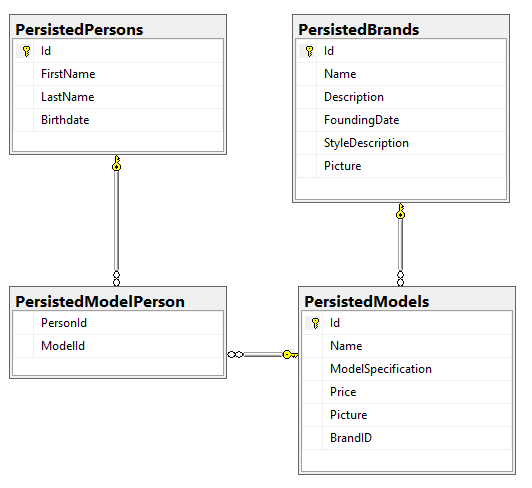 PersistedPersons
Id
FirstName
LastName
Birthdate
PersistedBrands
Id
Name
Description
FoundingDate
StyleDescription
Picture
PersistedModelPerson
PersonId
ModelId
PersistedModels
Id
Name
ModelSpecification
Price
Picture
BrandID